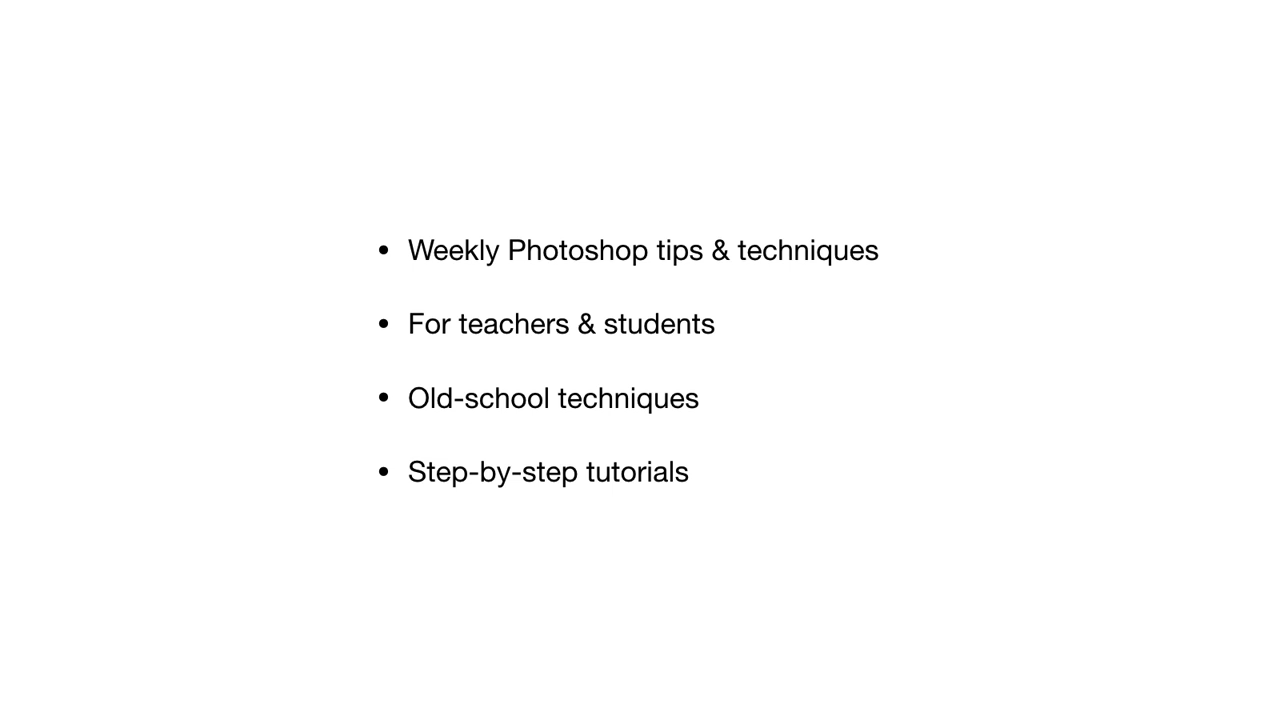 • Weekly Photoshop tips & techniques
• For teachers & students
• Old-school techniques
• Step-by-step tutorials